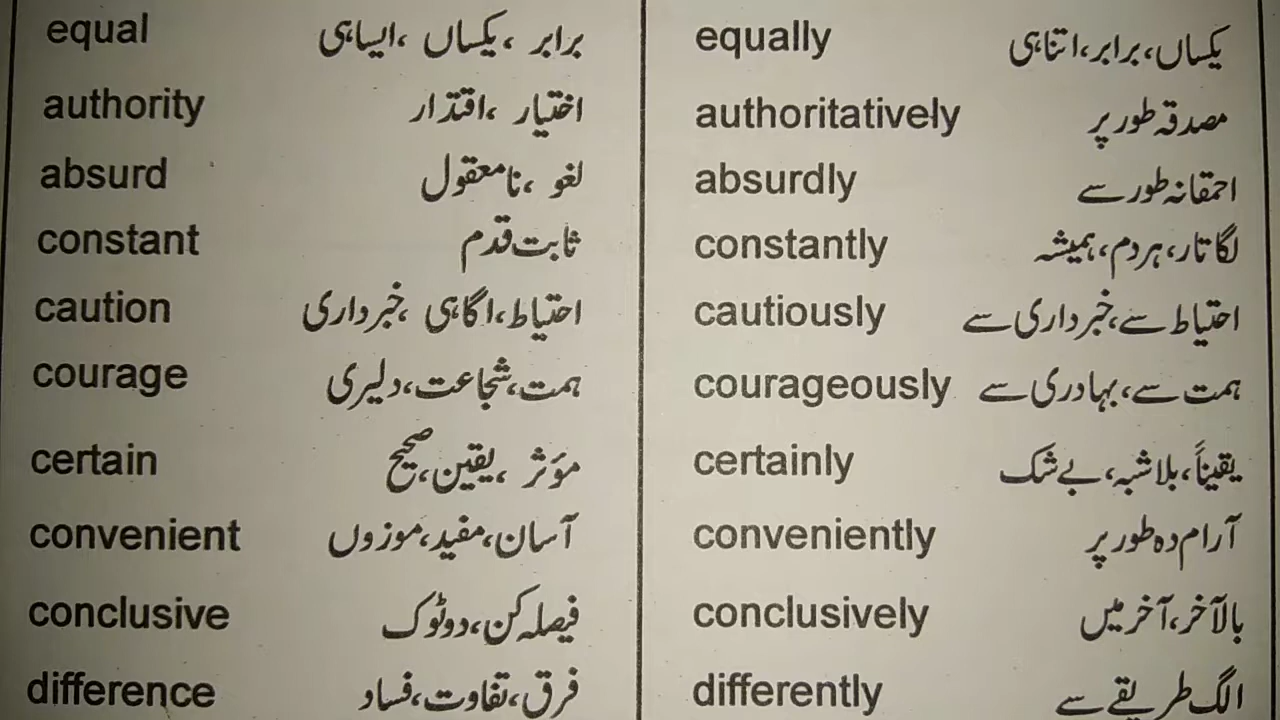 equal برابر ، یکساں ،ایسا ہی equally یکساں، برابر،اتنا ہی
authority اختیار ،اقتدار authoritatively مصدقہ طور پر
absurd لغو ،نامعقول absurdly احمقانہ طور سے
constant ثابت قدم constantly لگاتار،ہردم،ہمیشہ
caution احتیاط،اگاہی ،خبرداری cautiously احتیاط سے،خبرداری سے
courage ہمت،شجاعت،دلیری courageously ہمت سے،بہادری سے
certain مؤثر ،یقین،صحیح certainly یقیناً،بلاشبہ،بے شک
convenient آسان،مفید،موزوں conveniently آرام دہ طور پر
conclusive فیصلہ کن،دوٹوک conclusively بالآخر،آخر میں
difference فرق،تفاوت،فساد differently الگ طریقے سے